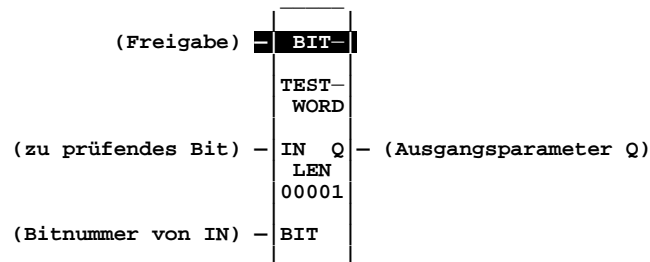 (Freigabe) BIT
TEST
WORD
(zu prüfendes Bit) IN Q (Ausgangsparameter Q)
LEN
00001
(Bitnummer von IN) BIT